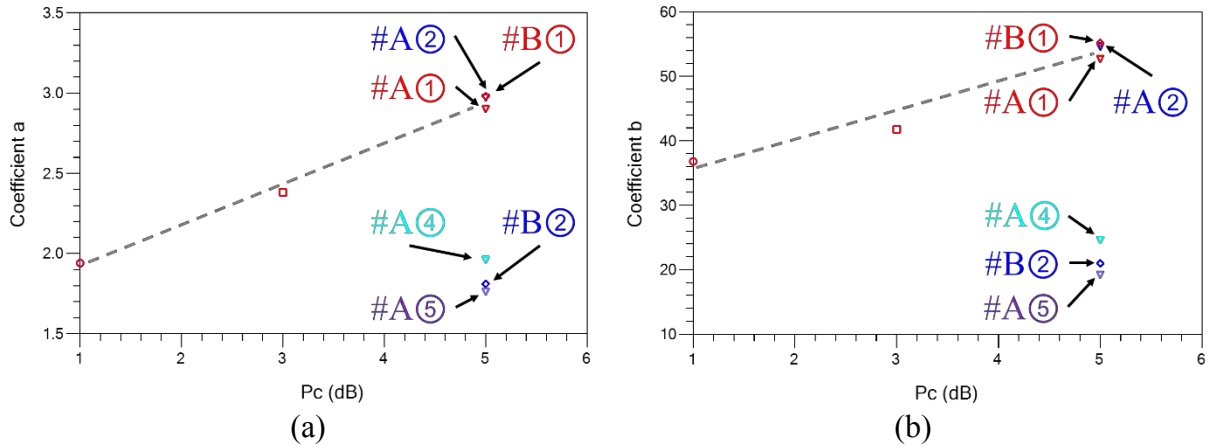 3.5
3.0
2.5
2.0
1.5
Coefficient a
#A② #B①
#A①
#A④ #B②
#A⑤
1 2 3 4 5 6
Pc (dB)
(a)
60
50
40
30
20
10
Coefficient b
#B①
#A① #A②
#A④
#B②
#A⑤
1 2 3 4 5 6
Pc (dB)
(b)